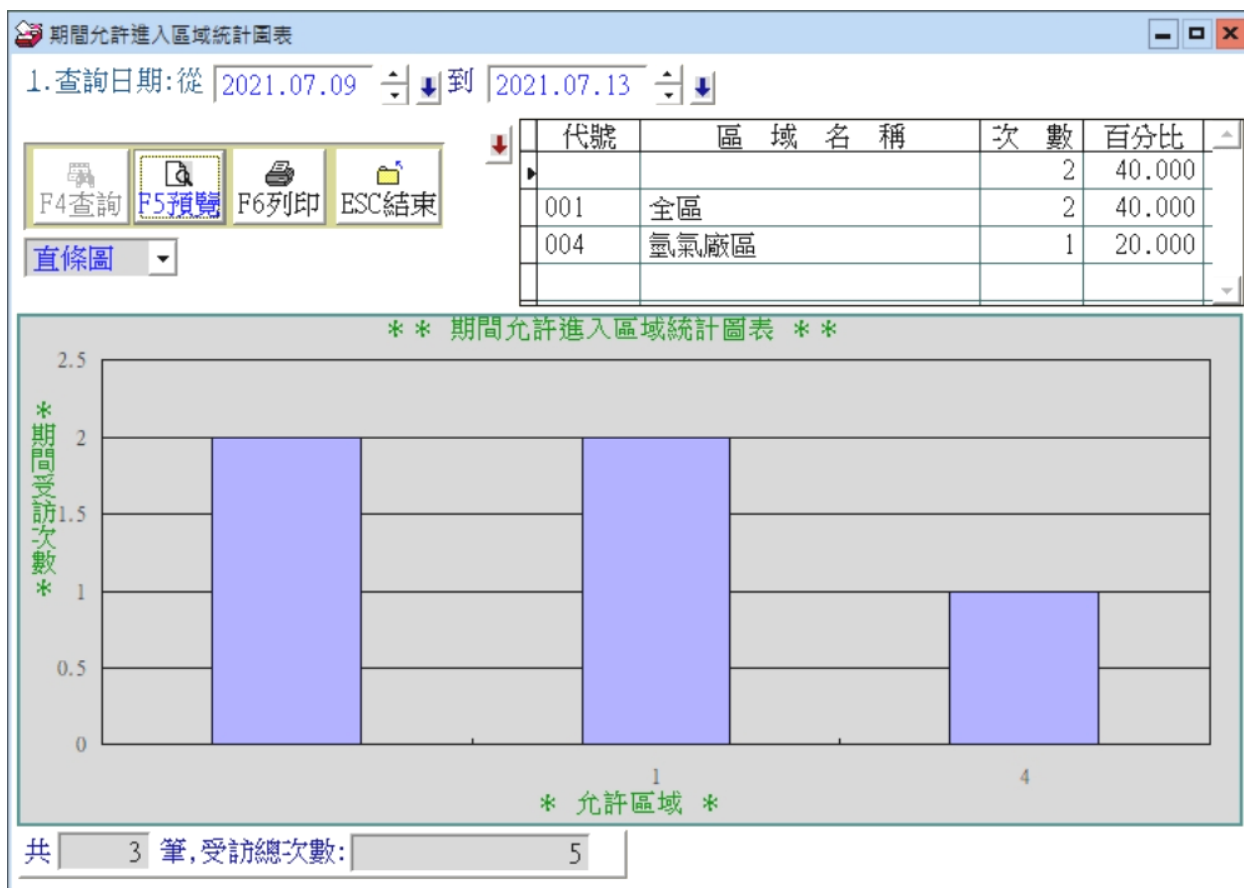 期間允許進入區域統計圖表
1.查詢日期:從 2021.07.09 到 2021.07.13
F4查詢 F5預覽 F6列印 ESC結束
直條圖
代號 區 域 名 稱 次 數 百分比
2 40.000
001 全區 2 40.000
004 氫氣廠區 1 20.000
** 期間允許進入區域統計圖表 **
*期間受訪次數*
2.5
2
1.5
1
0.5
0
1 4
* 允許區域 *
共 3 筆,受訪總次數: 5